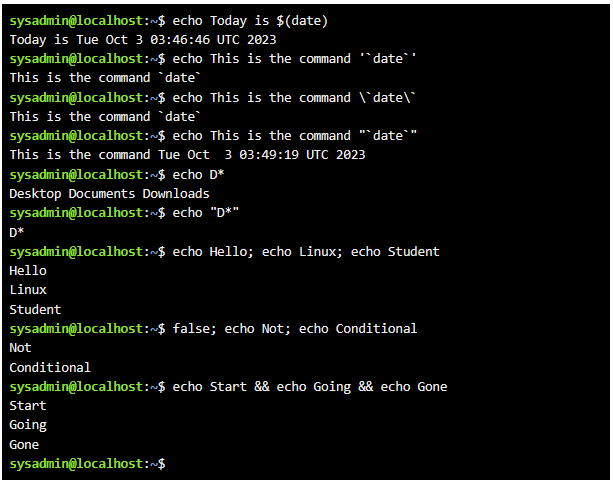 sysadmin@localhost:~$ echo Today is $(date)
Today is Tue Oct 3 03:46:46 UTC 2023
sysadmin@localhost:~$ echo This is the command '`date`'
This is the command `date`
sysadmin@localhost:~$ echo This is the command \`date\`
This is the command `date`
sysadmin@localhost:~$ echo This is the command "`date`"
This is the command Tue Oct  3 03:49:19 UTC 2023
sysadmin@localhost:~$ echo D*
Desktop Documents Downloads
sysadmin@localhost:~$ echo "D*"
D*
sysadmin@localhost:~$ echo Hello; echo Linux; echo Student
Hello
Linux
Student
sysadmin@localhost:~$ false; echo Not; echo Conditional
Not
Conditional
sysadmin@localhost:~$ echo Start && echo Going && echo Gone
Start
Going
Gone
sysadmin@localhost:~$